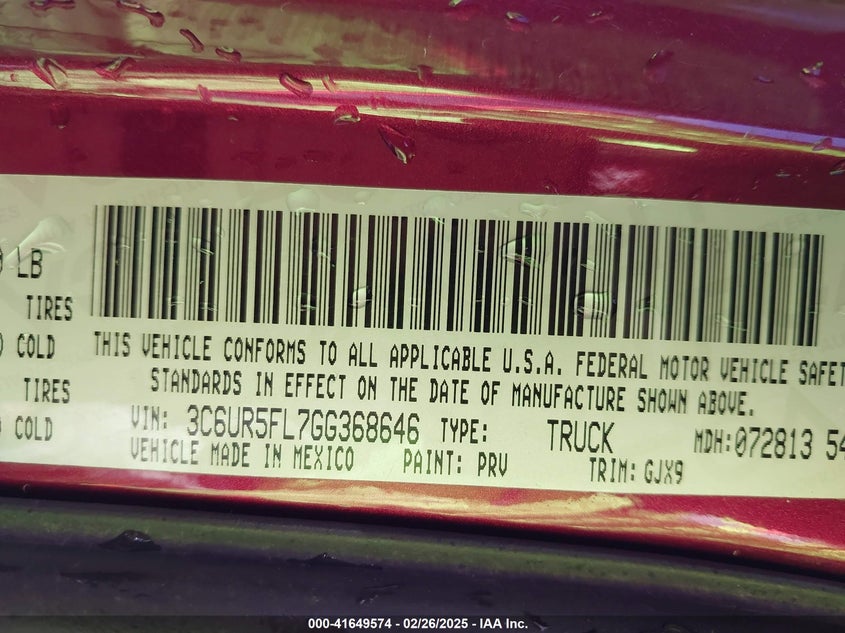 LB
TIRES
COLD
TIRES
COLD
THIS VEHICLE CONFORMS TO ALL APPLICABLE U.S.A. FEDERAL MOTOR VEHICLE SAFET
STANDARDS IN EFFECT ON THE DATE OF MANUFACTURE SHOWN ABOVE.
VIN: 3C6UR5FL7GG368646 TYPE: TRUCK MDH:072813 54
VEHICLE MADE IN MEXICO PAINT: PRV TRIM: GJX9
000-41649574 / 02/26/2025 - IAA Inc.